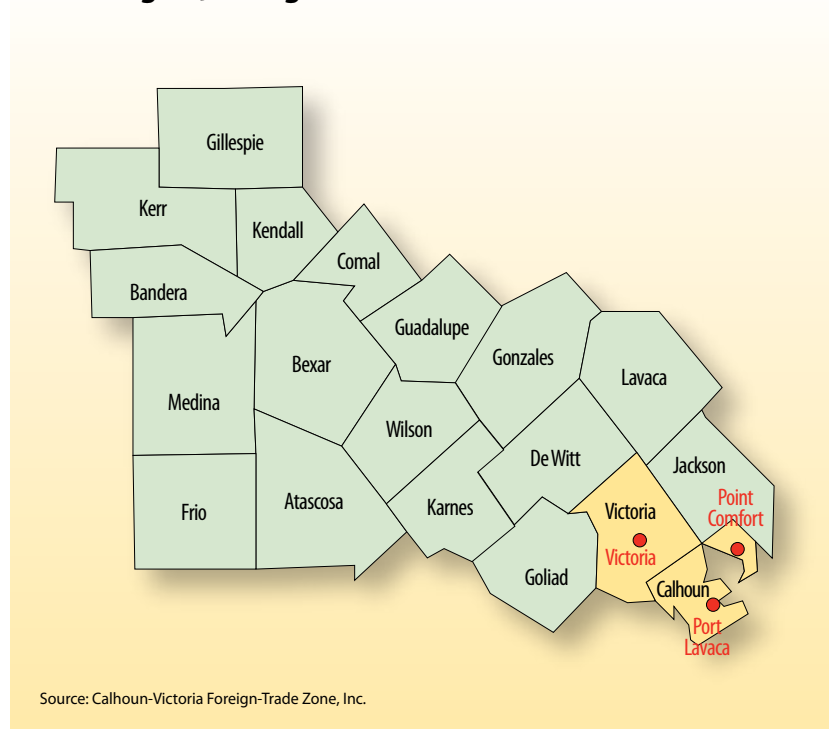 Gillespie
Kerr
Kendall
Comal
Bandera
Guadalupe
Gonzales
Bexar
Lavaca
Medina
Wilson
De Witt
Jackson
Point
Comfort
Frio
Atascosa
Karnes
Victoria
Victoria
Goliad
Calhoun
Port
Lavaca
Source: Calhoun-Victoria Foreign-Trade Zone, Inc.